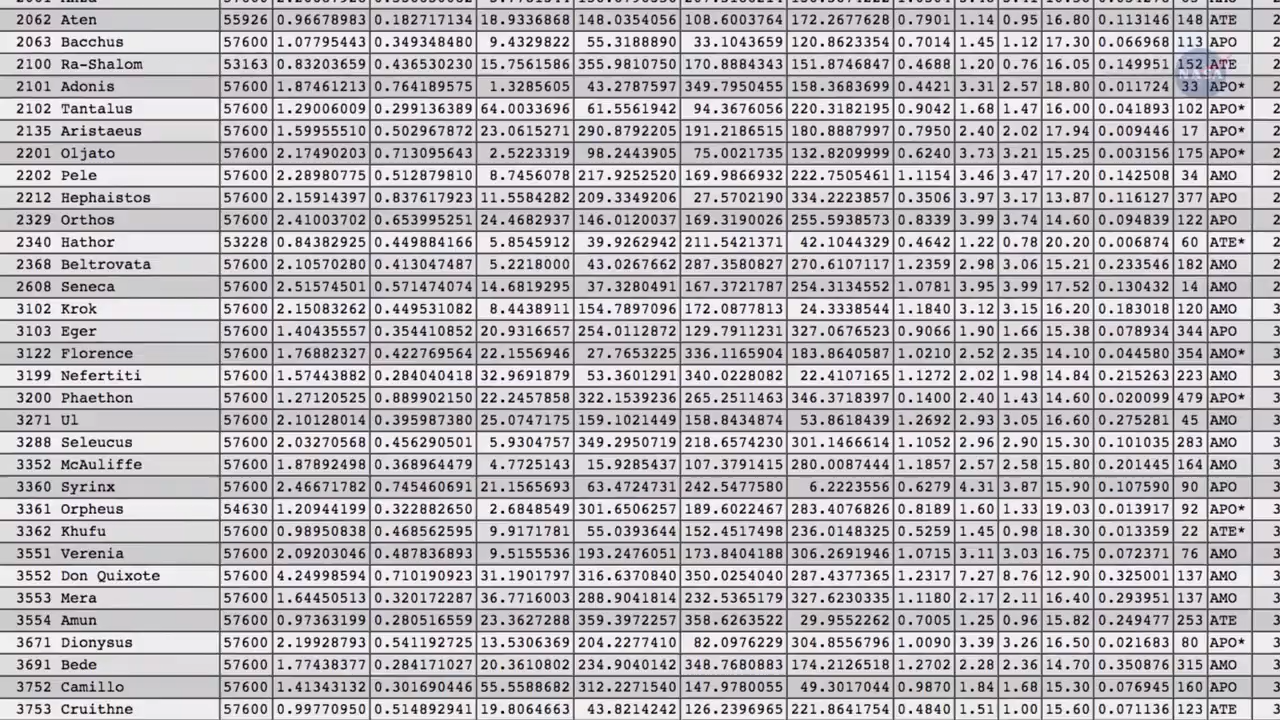 2062 Aten 55926 0.96678983 0.182717134 18.9336868 148.0354056 108.6003764 172.2677628 0.7901 1.14 0.95 16.80 0.113146 148 ATE 2
2063 Bacchus 57600 1.07795443 0.349348480 9.4329822 55.3188890 33.1043659 120.8623354 0.7014 1.45 1.12 17.30 0.066968 113 APO 2
2100 Ra-Shalom 53163 0.83203659 0.436530230 15.7561586 355.9810750 170.8884343 151.8746847 0.4688 1.20 0.76 16.05 0.149951 152 ATE 2
NASA
2101 Adonis 57600 1.87461213 0.764189575 1.3285605 43.2787597 349.7950455 158.3683699 0.4421 3.31 2.57 18.80 0.011724 33 APO* 2
2102 Tantalus 57600 1.29006009 0.299136389 64.0033696 61.5561942 94.3676056 220.3182195 0.9042 1.68 1.47 16.00 0.041893 102 APO* 2
2135 Aristaeus 57600 1.59955510 0.502967872 23.0615271 290.8792205 191.2186515 180.8887991 0.7950 2.40 2.02 17.94 0.009446 17 APO* 2
2201 Oljato 57600 2.17490203 0.713095643 2.5223319 98.2443905 75.0021735 132.8209999 0.6240 3.73 3.21 15.25 0.003156 175 APO* 2
2202 Pele 57600 2.28980775 0.512879810 8.7456078 217.9252520 169.9866932 222.7505461 1.1154 3.46 3.47 17.20 0.142508 34 AMO 2
2212 Hephaistos 57600 2.15914397 0.837617923 11.5584282 209.3349206 27.5702190 334.2223857 0.3506 3.97 3.17 13.87 0.116127 377 APO 2
2329 Orthos 57600 2.41003702 0.653995251 24.4682937 146.0120037 169.3190026 255.5938573 0.8339 3.99 3.74 14.60 0.094839 122 APO 2
2340 Hathor 53228 0.84382925 0.449884166 5.8545912 39.9262942 211.5421371 42.1044329 0.4642 1.22 0.78 20.20 0.006874 60 ATE* 2
2368 Beltrovata 57600 2.10570280 0.413047487 5.2218000 43.0267662 287.3580827 270.6107117 1.2359 2.98 3.06 15.21 0.233546 182 AMO 2
2608 Seneca 57600 2.51574501 0.571474074 14.6819295 37.3280491 167.3721787 254.3134552 1.0781 3.95 3.99 17.52 0.130432 14 AMO 2
3102 Krok 57600 2.15083262 0.449531082 8.4438911 154.7897096 172.0877813 24.3338544 1.1840 3.12 3.15 16.20 0.183018 120 AMO 3
3103 Eger 57600 1.40435557 0.354410852 20.9316657 254.0112872 129.7911231 327.0676523 0.9066 1.90 1.66 15.38 0.078934 344 APO 3
3122 Florence 57600 1.76882327 0.422769564 22.1556946 27.7653225 336.1165904 183.8640587 1.0210 2.52 2.35 14.10 0.044580 354 AMO* 3
3199 Nefertiti 57600 1.57443882 0.284040418 32.9691879 53.3601291 340.0228082 22.4107165 1.1272 2.02 1.98 14.84 0.215263 223 AMO 3
3200 Phaethon 57600 1.27120525 0.889902150 22.2457858 322.1539236 265.2511463 346.3718397 0.1400 2.40 1.43 14.60 0.020099 479 APO* 3
3271 Ul 57600 2.10128014 0.395987380 25.0747175 159.1021449 158.8434874 53.8618439 1.2692 2.93 3.05 16.60 0.275281 45 AMO 3
3288 Seleucus 57600 2.03270568 0.456290501 5.9304757 349.2950719 218.6574230 301.1466614 1.1052 2.96 2.90 15.30 0.101035 283 AMO 3
3352 McAuliffe 57600 1.87892498 0.368964479 4.7725143 15.9285437 107.3791415 280.0087444 1.1857 2.57 2.58 15.80 0.201445 164 AMO 3
3360 Syrinx 57600 2.46671782 0.745460691 21.1565693 63.4724731 242.5477580 6.2223556 0.6279 4.31 3.87 15.90 0.107590 90 APO 3
3361 Orpheus 54630 1.20944199 0.322882650 2.6848549 301.6506257 189.6022467 283.4076826 0.8189 1.60 1.33 19.03 0.013917 92 APO* 3
3362 Khufu 57600 0.98950838 0.468562595 9.9171781 55.0393644 152.4517498 236.0148325 0.5259 1.45 0.98 18.30 0.013359 22 ATE* 3
3551 Verenia 57600 2.09203046 0.487836893 9.5155536 193.2476051 173.8404188 306.2691946 1.0715 3.11 3.03 16.75 0.072371 76 AMO 3
3552 Don Quixote 57600 4.24998594 0.710190923 31.1901797 316.6370840 350.0254040 287.4377365 1.2317 7.27 8.76 12.90 0.325001 137 AMO 3
3553 Mera 57600 1.64450513 0.320172287 36.7716003 288.9041814 232.5365179 327.6230335 1.1180 2.17 2.11 16.40 0.293951 137 AMO 3
3554 Amun 57600 0.97363199 0.280516559 23.3627288 359.3972257 358.6263522 29.9552262 0.7005 1.25 0.96 15.82 0.249477 253 ATE 3
3671 Dionysus 57600 2.19928793 0.541192725 13.5306369 204.2277410 82.0976229 304.8556796 1.0090 3.39 3.26 16.50 0.021683 80 APO* 3
3691 Bede 57600 1.77438377 0.284171027 20.3610802 234.9040142 348.7680883 174.2126518 1.2702 2.28 2.36 14.70 0.350876 315 AMO 3
3752 Camillo 57600 1.41343132 0.301690446 55.5588682 312.2271540 147.9780055 49.3017044 0.9870 1.84 1.68 15.30 0.076945 160 APO 3
3753 Cruithne 57600 0.99770950 0.514892941 19.8064663 43.8214242 126.2396965 221.8641754 0.4840 1.51 1.00 15.60 0.071136 123 ATE 3